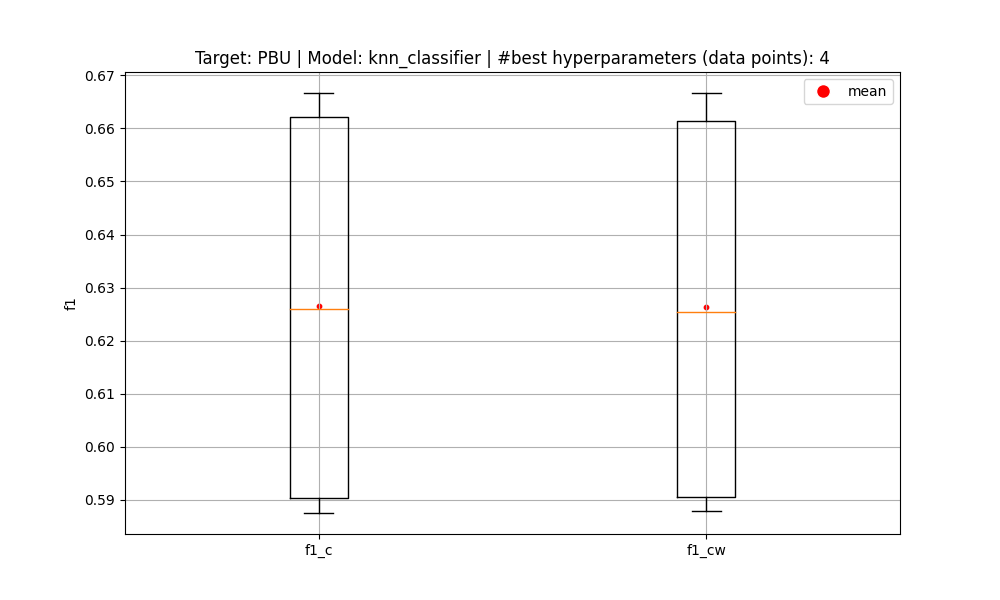 Target: PBU | Model: knn_classifier | #best hyperparameters (data points): 4
mean
0.67
0.66
0.65
0.64
0.63
0.62
0.61
0.60
0.59
f1
f1_c
f1_cw